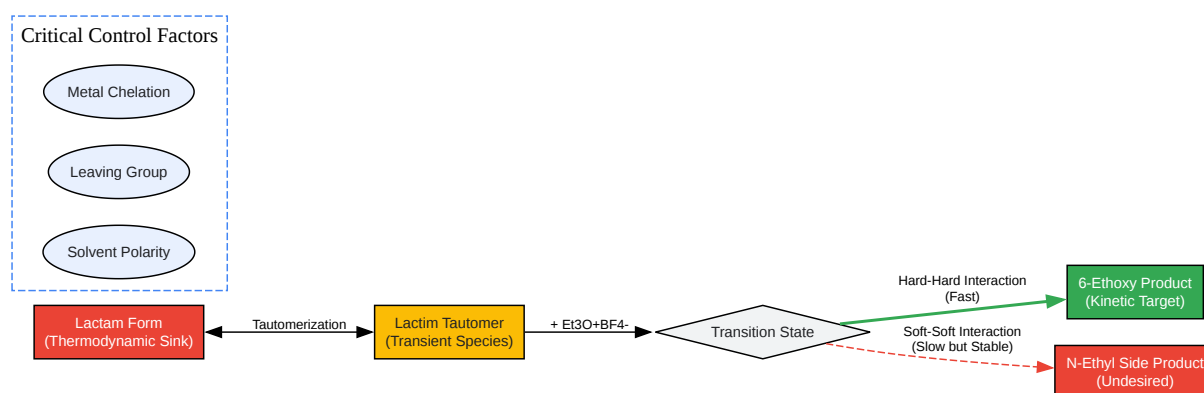 Critical Control Factors
Metal Chelation
Leaving Group
Solvent Polarity
Lactam Form
(Thermodynamic Sink)
Tautomerization
Lactim Tautomer
(Transient Species)
+ Et3O+BF4-
Transition State
Hard-Hard Interaction
(Fast)
6-Ethoxy Product
(Kinetic Target)
Soft-Soft Interaction
(Slow but Stable)
N-Ethyl Side Product
(Undesired)